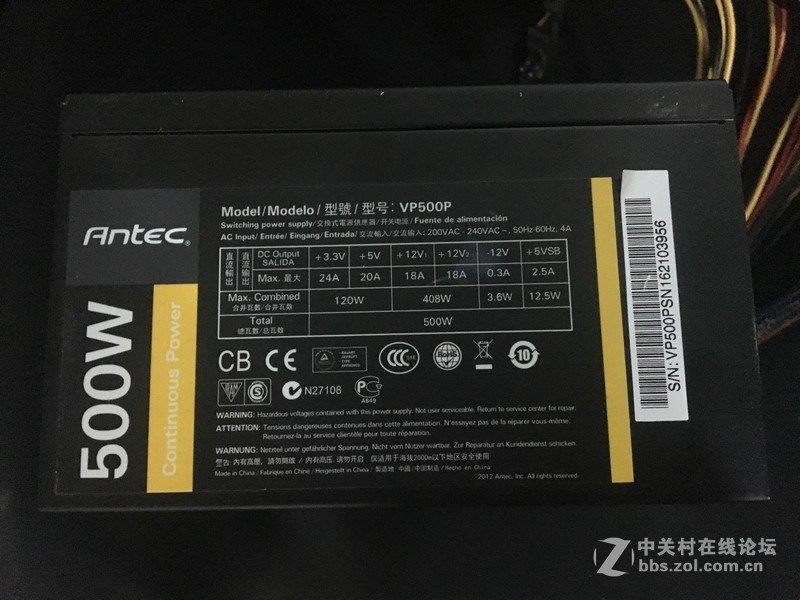 Antec
500W
Continuous Power
Model/Modelo/型號/型号: VP500P
Switching power supply/交換式電源供應器/开关电源/Fuente de alimentación
AC Input/Entrée/Eingang/Entrada/交流輸入/交流输入: 200VAC - 240VAC~, 50Hz-60Hz, 4A
直流輸出 直流输出 DC Output SALIDA +3.3V +5V +12V1 +12V2 -12V +5VSB
Max. 最大 24A 20A 18A 18A 0.3A 2.5A
Max. Combined 120W 408W 3.6W 12.5W
合并瓦數/合并瓦数
Total 500W
總瓦數/总瓦数
CB CE CCC S&E RoHS 10
N27108 AB49
WARNING: Hazardous voltages contained with this power supply. Not user serviceable. Return to service center for repair.
ATTENTION: Tensions dangereuses contenues dans cette alimentation. N'essayez pas de la réparer vous-même.
Retournez-la au service clientèle pour toute réparation.
WARNUNG: Netzteil unter gefährlicher Spannung. Nicht vom Nutzer wartbar. Zur Reparatur an Kundendienst schicken.
警告 內有高壓, 請勿開啟 / 内有高压, 请勿开启 仅适用于海拔2000m以下地区安全使用
Made in China / Fabriqué en Chine / Hergestellt in China / 製造地: 中國/中国制造 / Hecho en China
2012 Antec, Inc. All rights reserved.
S/N: VP500PSN162103956
中关村在线论坛
bbs.zol.com.cn